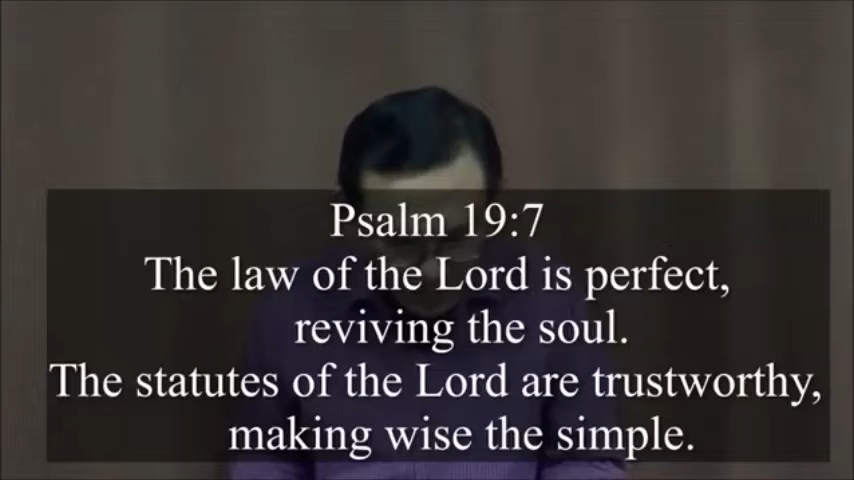 Psalm 19:7
The law of the Lord is perfect,
reviving the soul.
The statutes of the Lord are trustworthy,
making wise the simple.